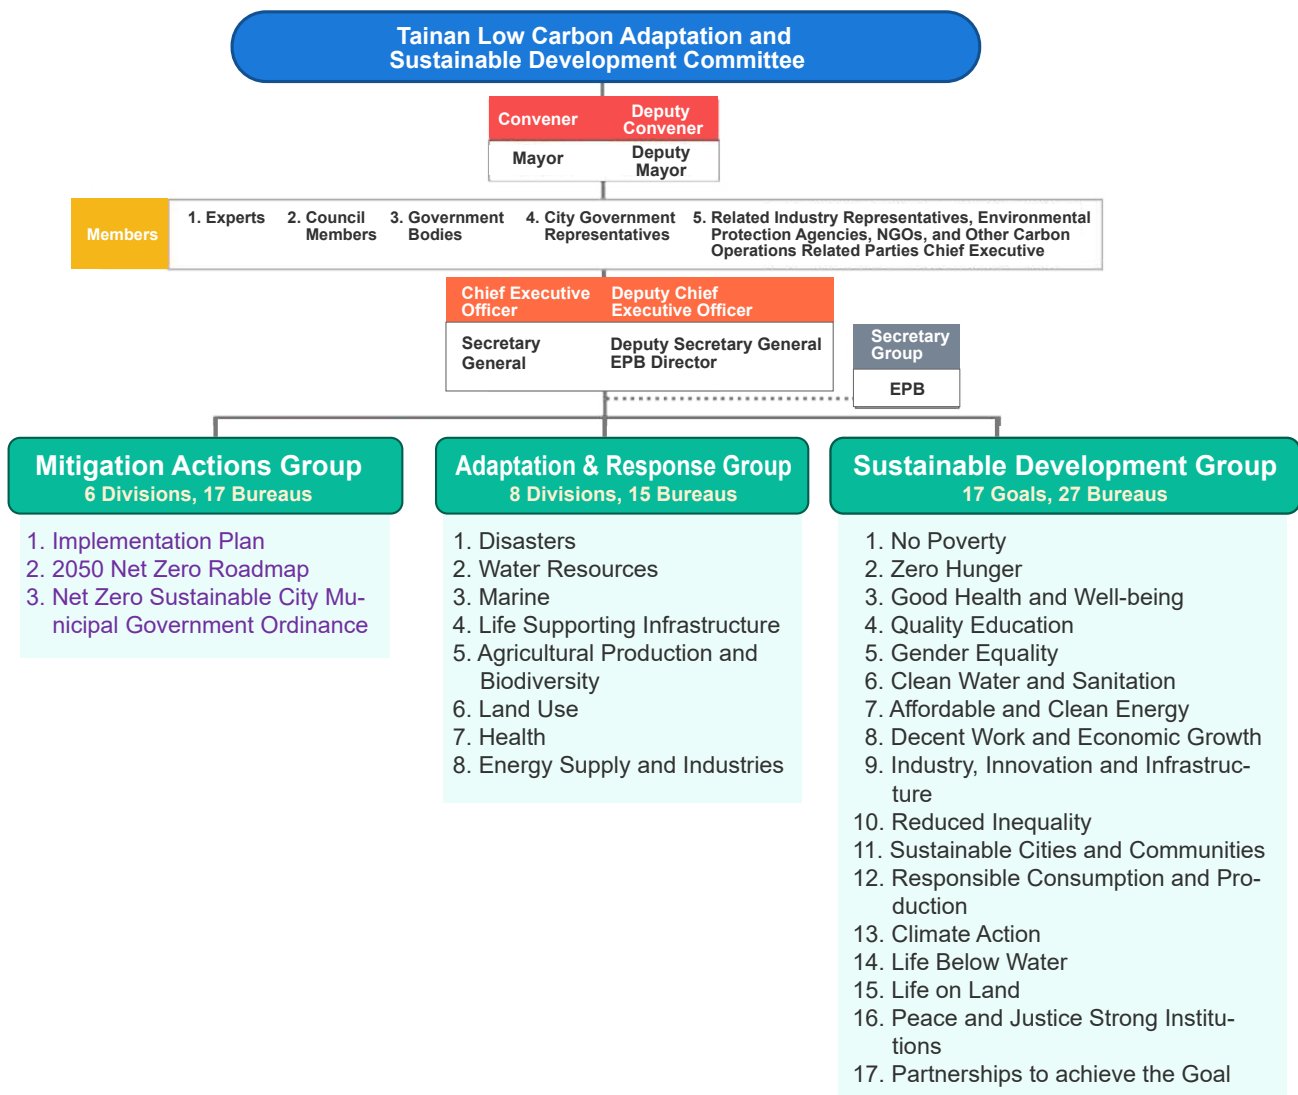 Tainan Low Carbon Adaptation and
Sustainable Development Committee
Convener
Deputy
Convener
Mayor
Deputy
Mayor
Members
1. Experts
2. Council
Members
3. Government
Bodies
4. City Government
Representatives
5. Related Industry Representatives, Environmental
Protection Agencies, NGOs, and Other Carbon
Operations Related Parties Chief Executive
Chief Executive
Officer
Deputy Chief
Executive Officer
Secretary
General
Deputy Secretary General
EPB Director
Secretary
Group
EPB
Mitigation Actions Group
6 Divisions, 17 Bureaus
1. Implementation Plan
2. 2050 Net Zero Roadmap
3. Net Zero Sustainable City Mu-
nicipal Government Ordinance
Adaptation & Response Group
8 Divisions, 15 Bureaus
1. Disasters
2. Water Resources
3. Marine
4. Life Supporting Infrastructure
5. Agricultural Production and
Biodiversity
6. Land Use
7. Health
8. Energy Supply and Industries
Sustainable Development Group
17 Goals, 27 Bureaus
1. No Poverty
2. Zero Hunger
3. Good Health and Well-being
4. Quality Education
5. Gender Equality
6. Clean Water and Sanitation
7. Affordable and Clean Energy
8. Decent Work and Economic Growth
9. Industry, Innovation and Infrastruc-
ture
10. Reduced Inequality
11. Sustainable Cities and Communities
12. Responsible Consumption and Pro-
duction
13. Climate Action
14. Life Below Water
15. Life on Land
16. Peace and Justice Strong Institu-
tions
17. Partnerships to achieve the Goal